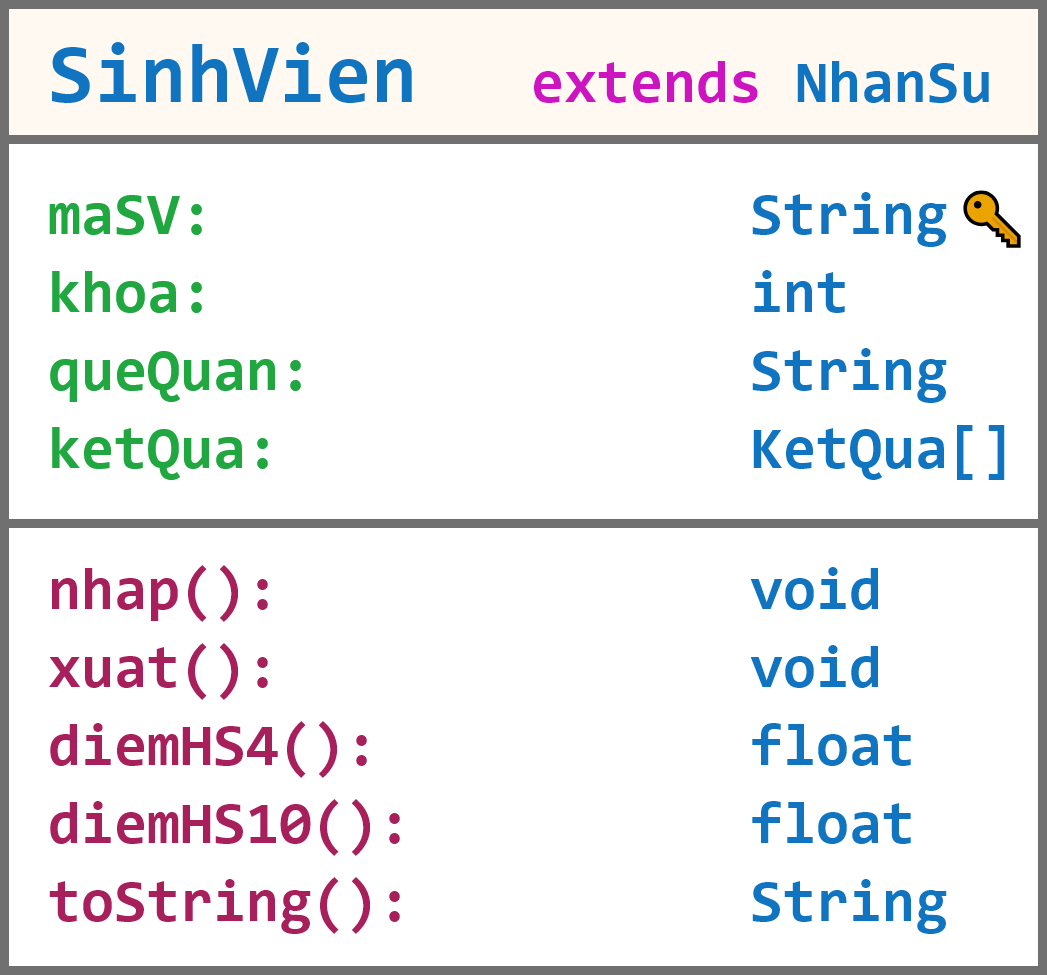 SinhVien extends NhanSu
maSV: String
khoa: int
queQuan: String
ketQua: KetQua[]
nhap(): void
xuat(): void
diemHS4(): float
diemHS10(): float
toString(): String